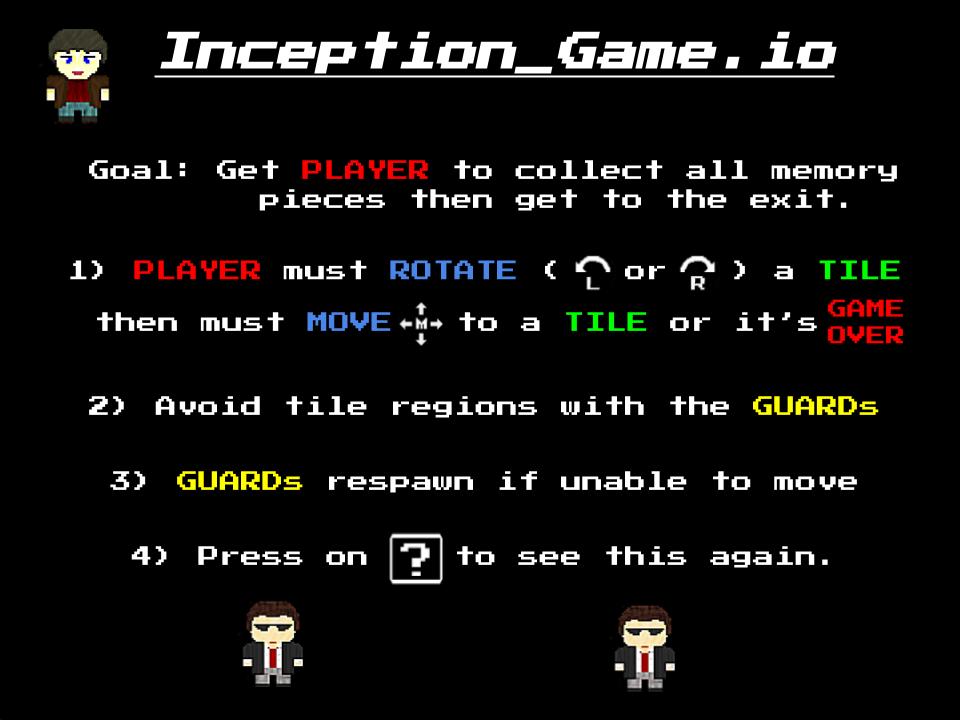 Inception_Game.io
Goal: Get PLAYER to collect all memory
pieces then get to the exit.
1) PLAYER must ROTATE ( L or R ) a TILE
then must MOVE M to a TILE or it's GAME OVER
2) Avoid tile regions with the GUARDs
3) GUARDs respawn if unable to move
4) Press on ? to see this again.